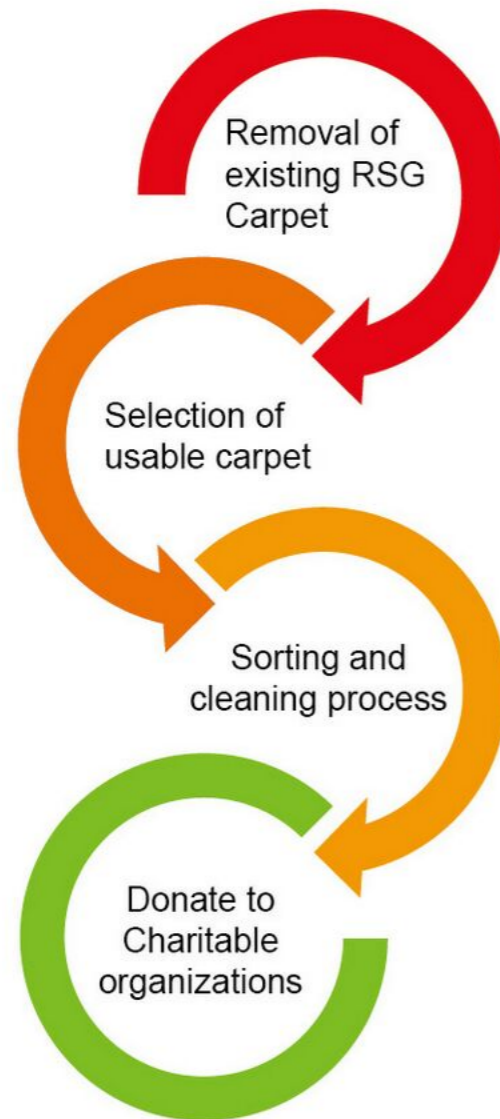 Removal of
existing RSG
Carpet
Selection of
usable carpet
Sorting and
cleaning process
Donate to
Charitable
organizations